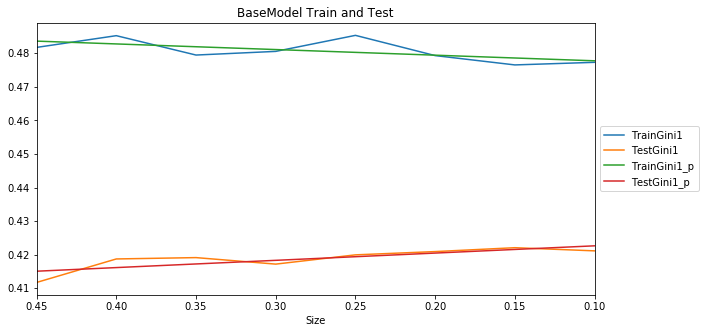 BaseModel Train and Test
0.48
0.47
0.46
0.45
0.44
0.43
0.42
0.41
0.45 0.40 0.35 0.30 0.25 0.20 0.15 0.10
Size
TrainGini1
TestGini1
TrainGini1_p
TestGini1_p